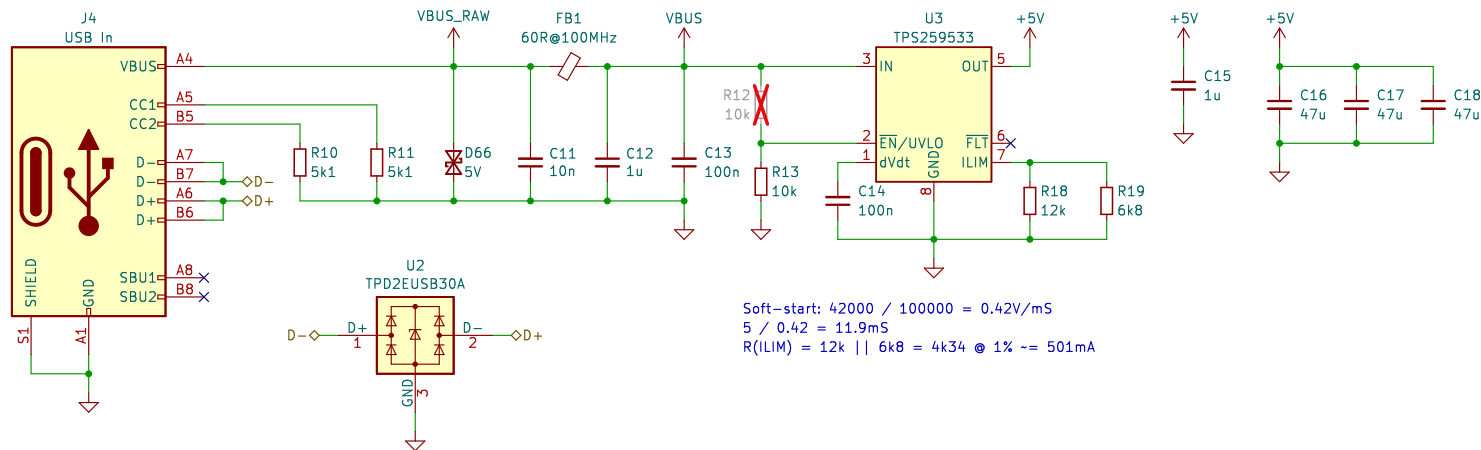 J4
USB In
VBUS
A4
CC1
A5
CC2
B5
D-
A7
D-
B7
D-
D+
A6
D+
D+
B6
SBU1
A8
SBU2
B8
SHIELD
GND
S1
A1
VBUS_RAW
FB1
60R@100MHz
VBUS
R10
5k1
R11
5k1
D66
5V
C11
10n
C12
1u
C13
100n
R12
10k
R13
10k
U3
TPS259533
+5V
3
IN
OUT
5
2
EN/UVLO
FLT
6
1
dVdt
GND
ILIM
7
8
C14
100n
R18
12k
R19
6k8
+5V
C15
1u
+5V
C16
47u
C17
47u
C18
47u
U2
TPD2EUSB30A
D-
D+
1
D-
2
D+
GND
3
Soft-start: 42000 / 100000 = 0.42V/mS
5 / 0.42 = 11.9mS
R(ILIM) = 12k || 6k8 = 4k34 @ 1% ~= 501mA